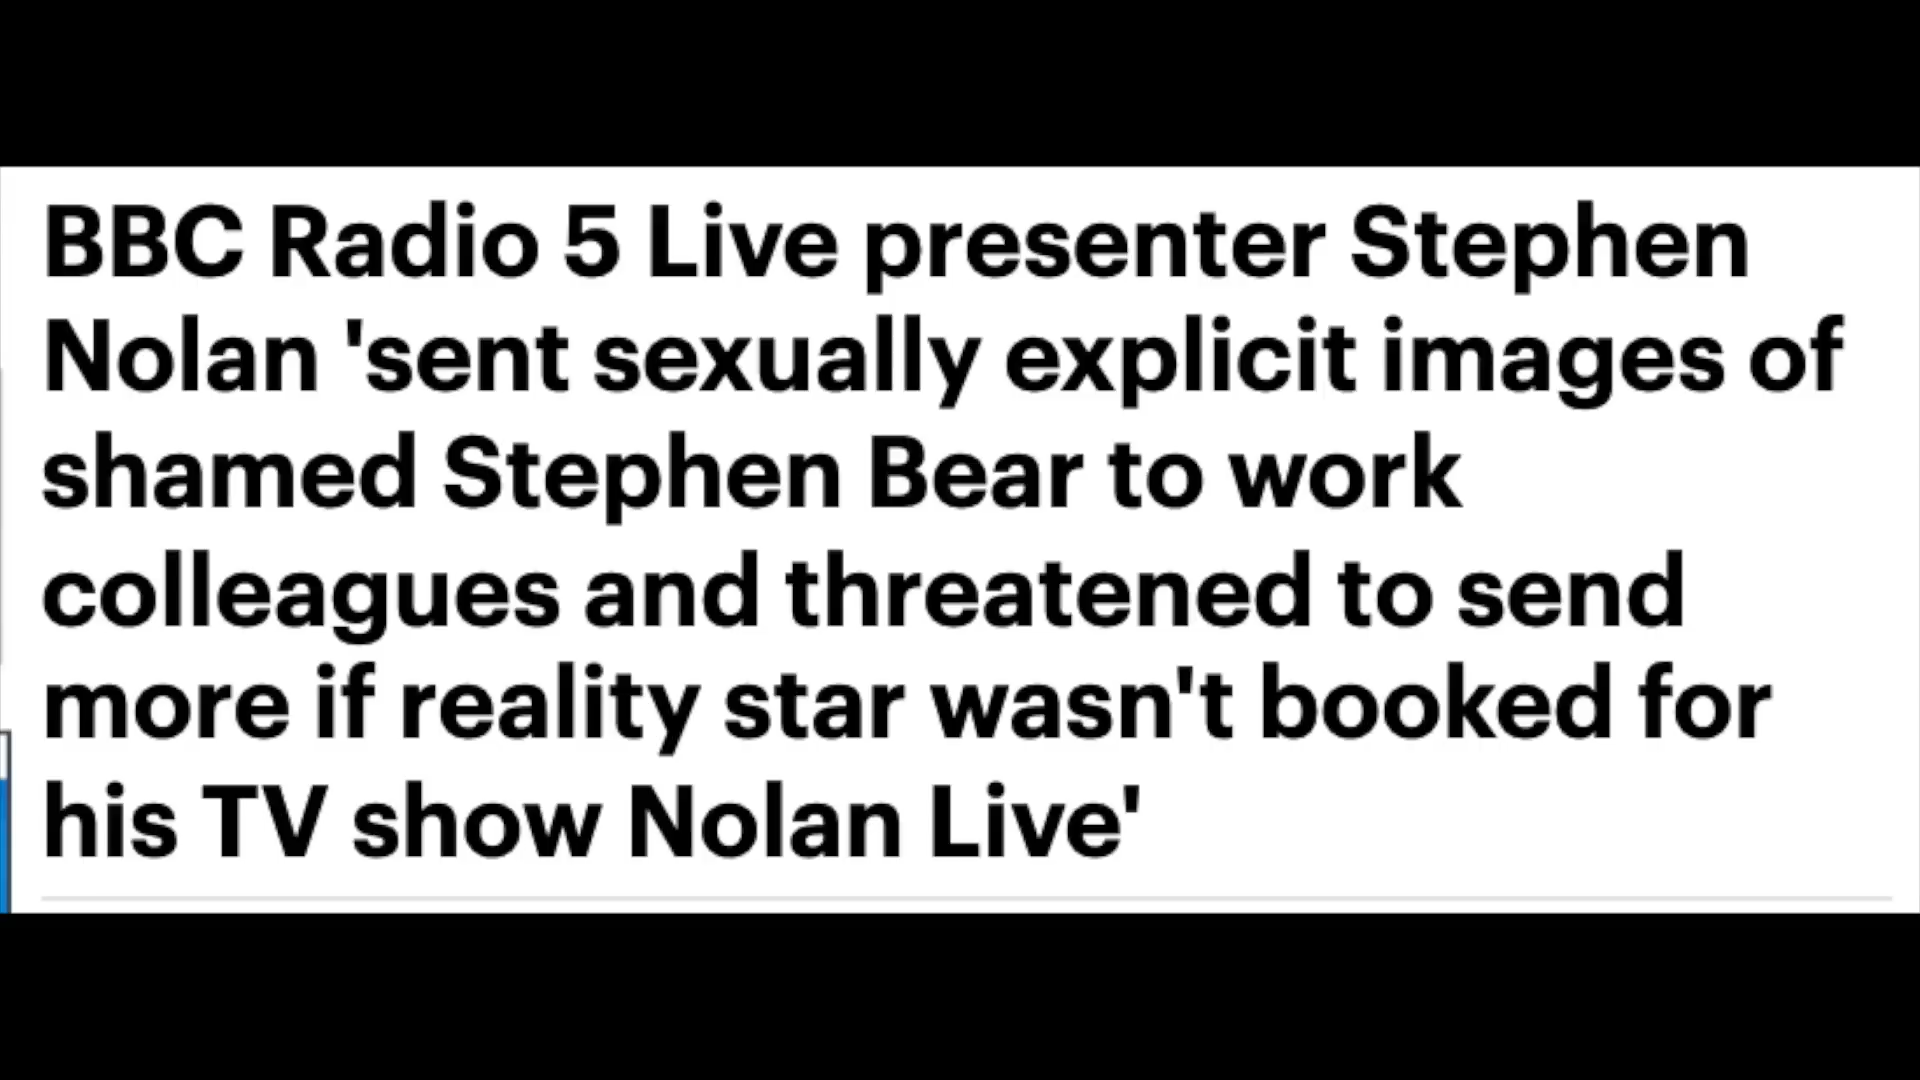 BBC Radio 5 Live presenter Stephen
Nolan 'sent sexually explicit images of
shamed Stephen Bear to work
colleagues and threatened to send
more if reality star wasn't booked for
his TV show Nolan Live'